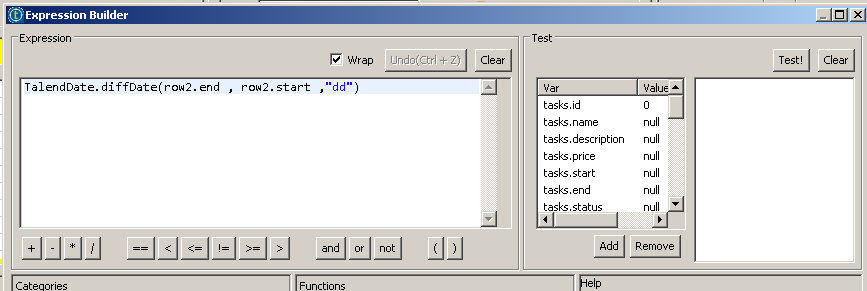 Expression Builder
Expression
Wrap
Undo(Ctrl + Z)
Clear
TalendDate.diffDate(row2.end , row2.start ,"dd")
+ - * / == < <= != >= > and or not ( )
Test
Test!
Clear
Var Value
tasks.id 0
tasks.name null
tasks.description null
tasks.price null
tasks.start null
tasks.end null
tasks.status null
Add
Remove
Categories
Functions
Help